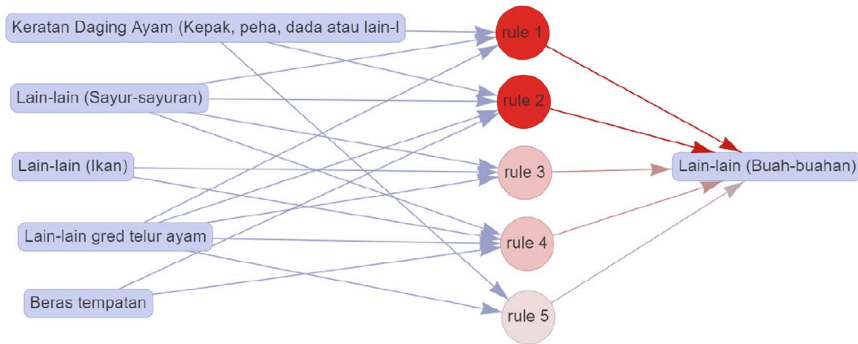 Keratan Daging Ayam (Kepak, peha, dada atau lain-l
rule 1
Lain-lain (Sayur-sayuran)
rule 2
Lain-lain (Ikan)
rule 3
Lain-lain (Buah-buahan)
Lain-lain gred telur ayam
rule 4
Beras tempatan
rule 5